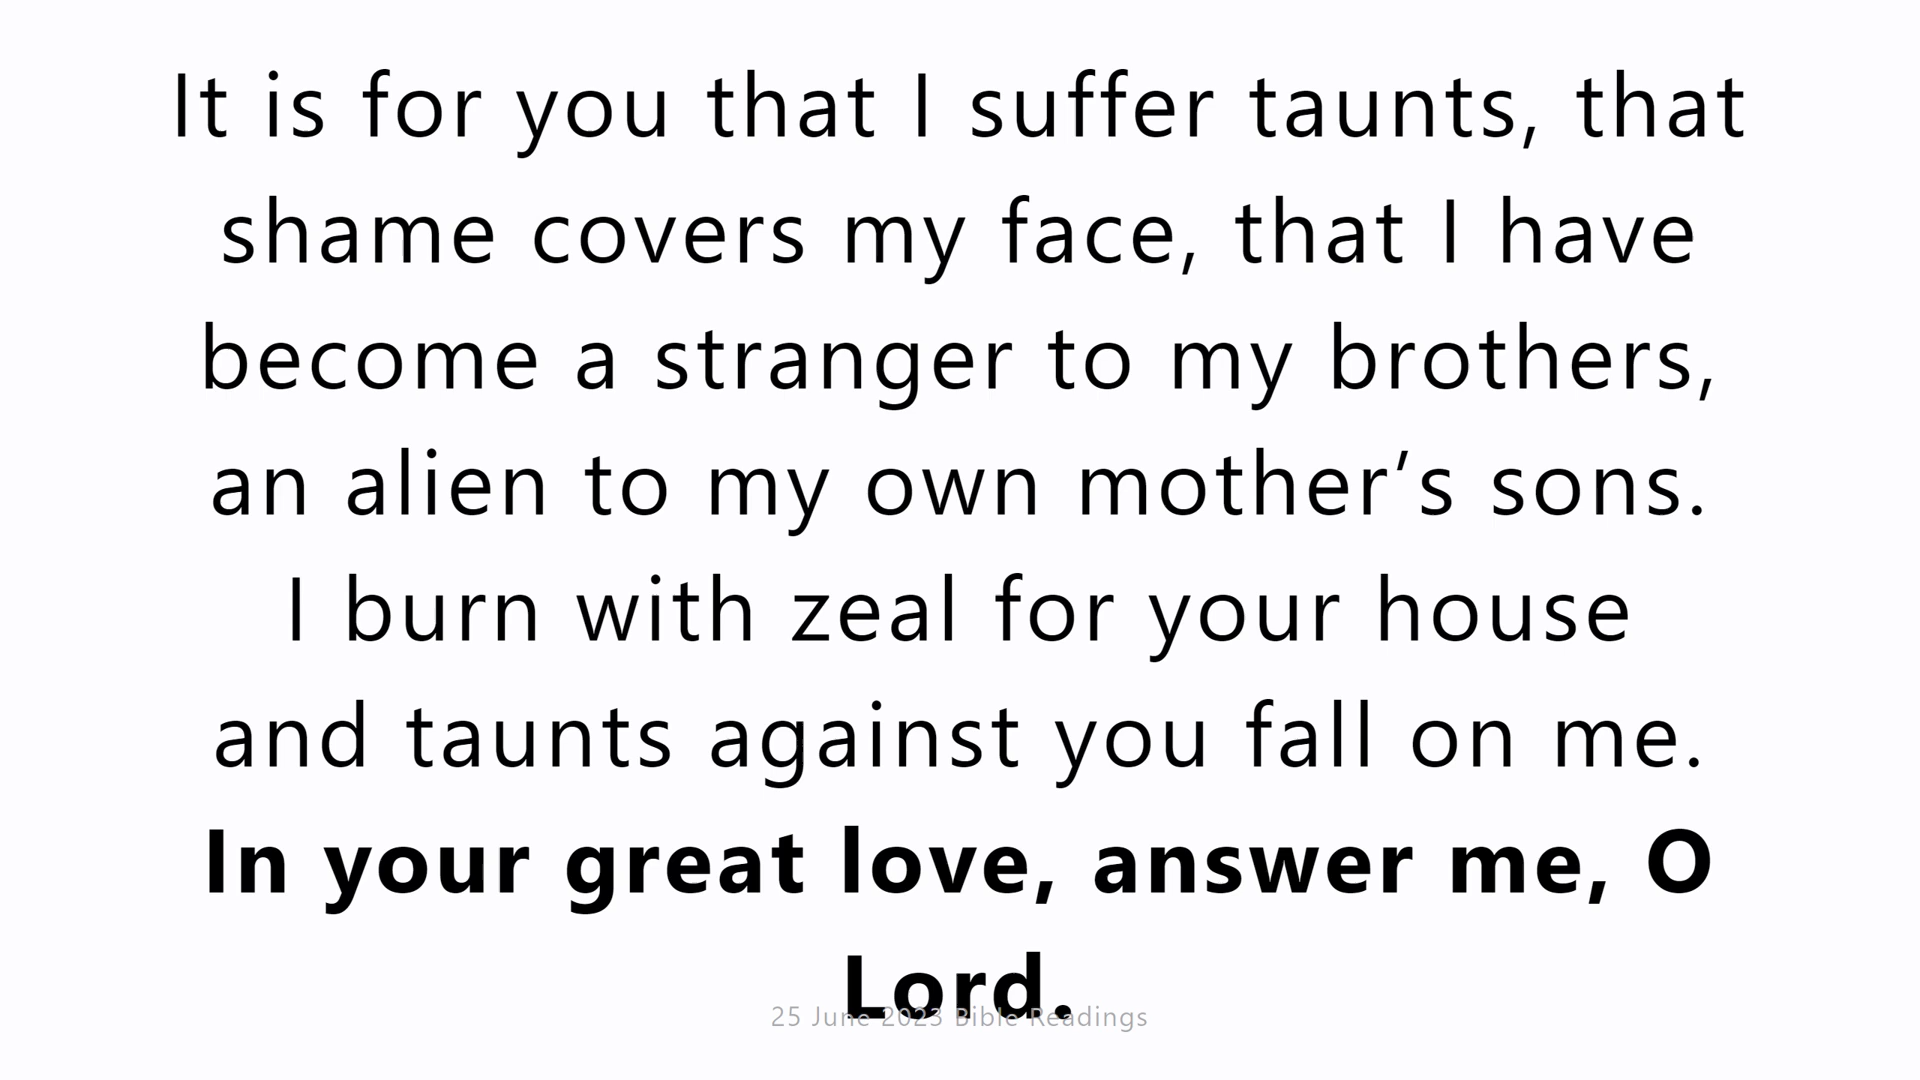 It is for you that I suffer taunts, that
shame covers my face, that I have
become a stranger to my brothers,
an alien to my own mother’s sons.
I burn with zeal for your house
and taunts against you fall on me.
In your great love, answer me, O
Lord.
25 June 2023 Bible Readings